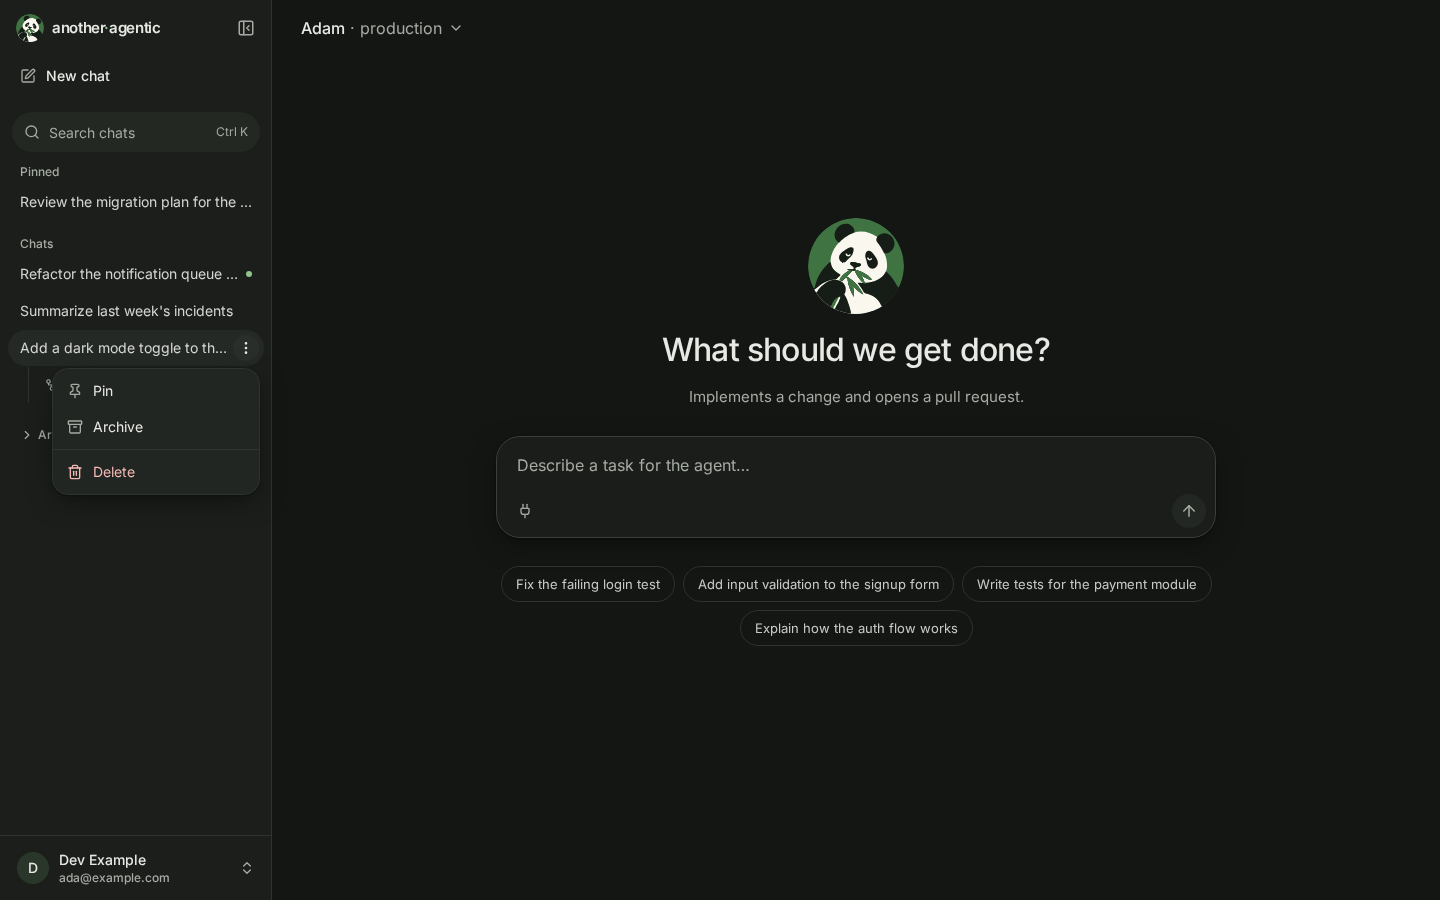 another·agentic
New chat
Search chats Ctrl K
Pinned
Review the migration plan for the ...
Chats
Refactor the notification queue ...
Summarize last week's incidents
Add a dark mode toggle to th...
Pin
Archive
Ar
Delete
Dev Example
D
ada@example.com
Adam · production
What should we get done?
Implements a change and opens a pull request.
Describe a task for the agent...
Fix the failing login test
Add input validation to the signup form
Write tests for the payment module
Explain how the auth flow works